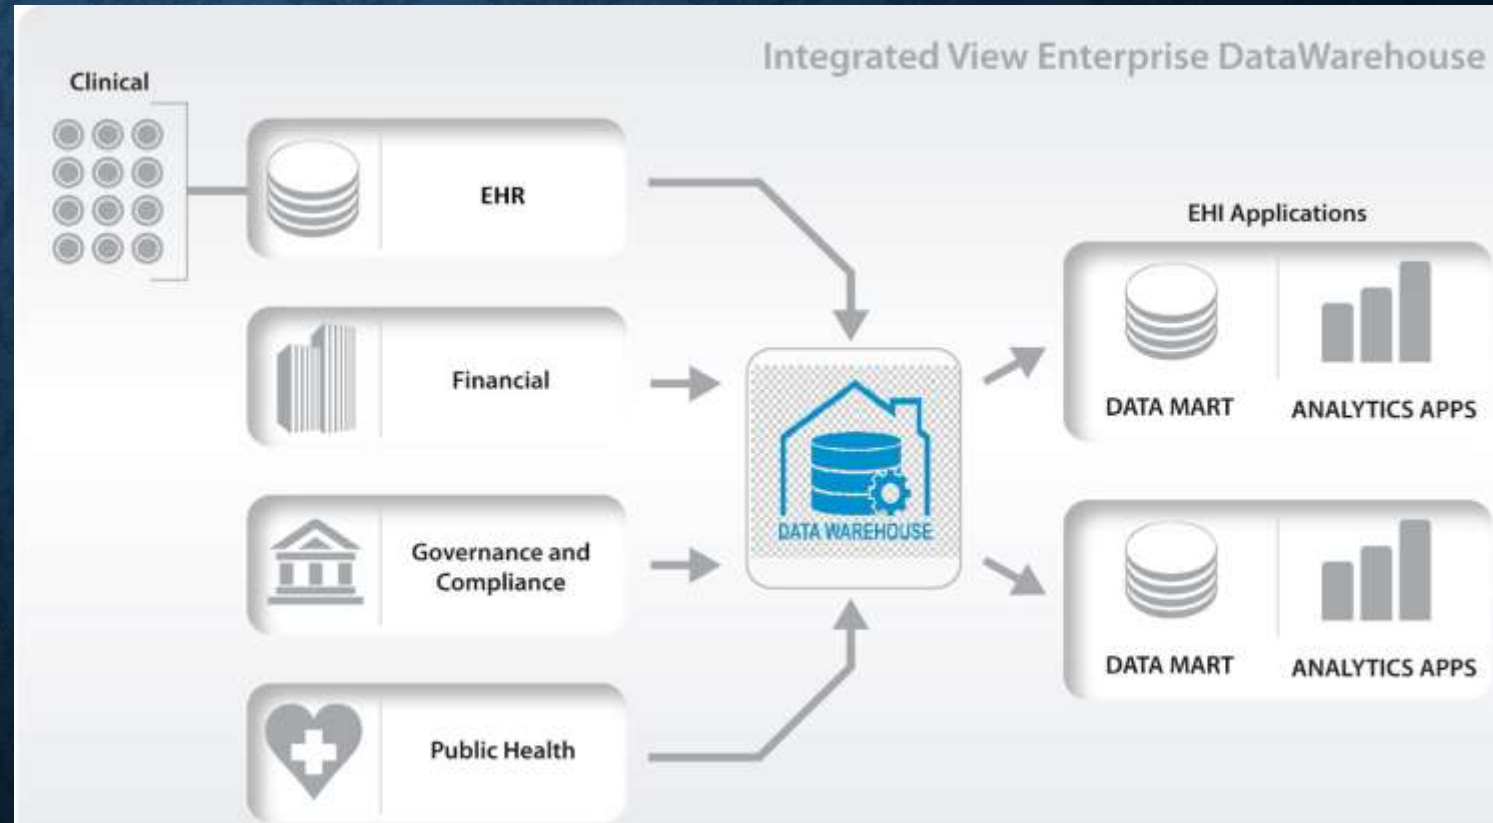 Integrated View Enterprise DataWarehouse
Clinical
EHR
Financial
Governance and
Compliance
Public Health
DATA WAREHOUSE
EHI Applications
DATA MART
ANALYTICS APPS
DATA MART
ANALYTICS APPS